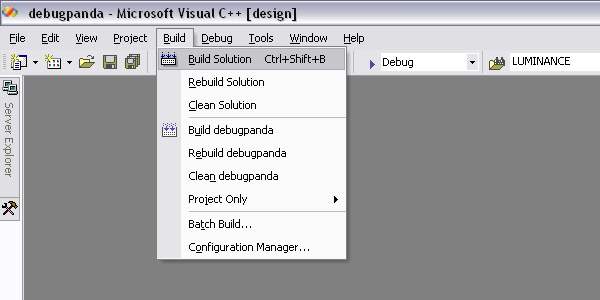 debugpanda - Microsoft Visual C++ [design]
File Edit View Project Build Debug Tools Window Help
Debug LUMINANCE
Server Explorer
Build Solution Ctrl+Shift+B
Rebuild Solution
Clean Solution
Build debugpanda
Rebuild debugpanda
Clean debugpanda
Project Only
Batch Build...
Configuration Manager...